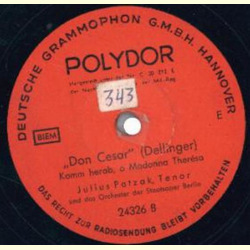 DEUTSCHE GRAMMOPHON G.M.B.H. HANNOVER
POLYDOR
343
BIEM
E
„Don Cesar" (Dellinger)
Komm herab, o Madonna Therésa
Julius Patzak, Tenor
und das Orchester der Staatsoper Berlin
24326 B
DAS RECHT ZUR RADIOSENDUNG BLEIBT VORBEHALTEN